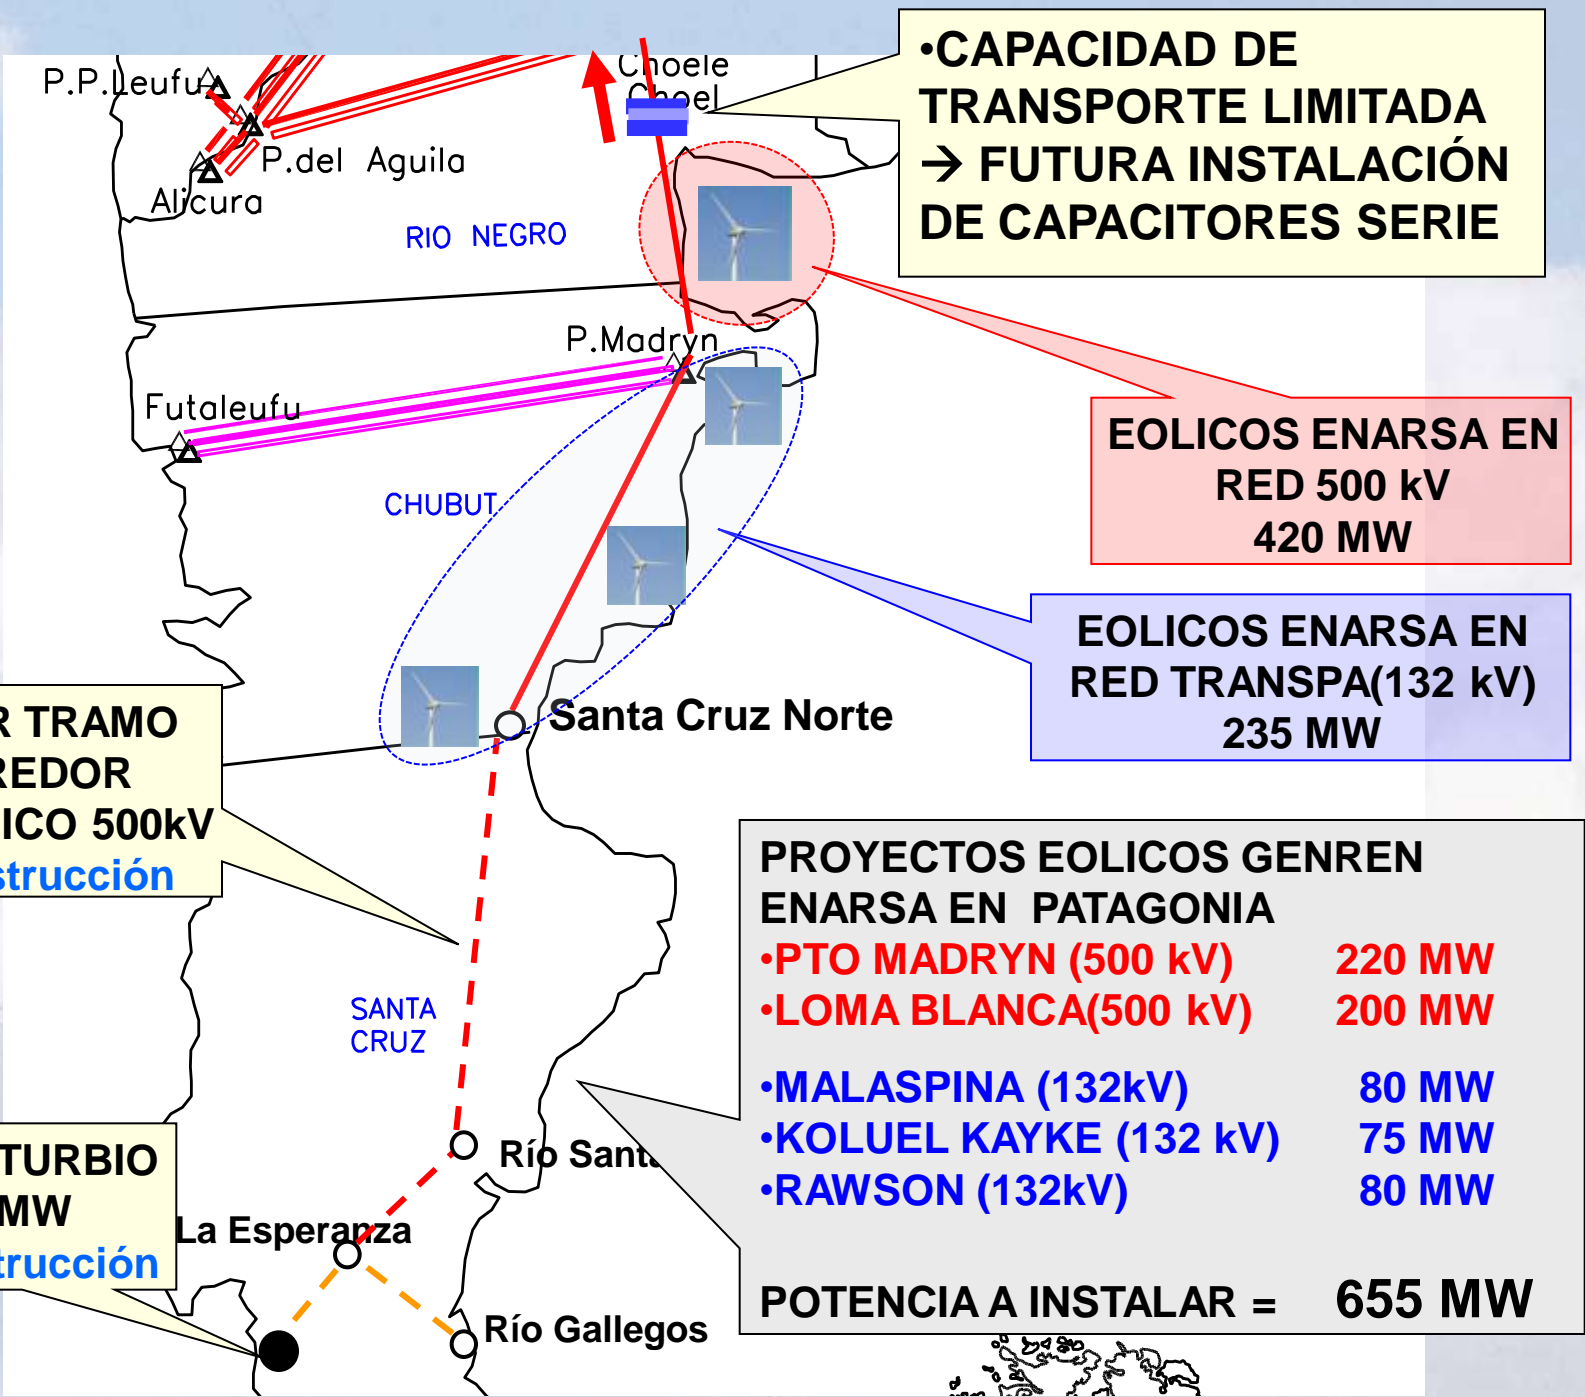 •CAPACIDAD DE
TRANSPORTE LIMITADA
→ FUTURA INSTALACIÓN
DE CAPACITORES SERIE
Choele
Choel
P.P.Leufu
P.del Aguila
Alicura
RIO NEGRO
P.Madryn
Futaleufu
CHUBUT
EOLICOS ENARSA EN
RED 500 kV
420 MW
EOLICOS ENARSA EN
RED TRANSPA(132 kV)
235 MW
Santa Cruz Norte
R TRAMO
REDOR
ICO 500kV
strucción
SANTA
CRUZ
PROYECTOS EOLICOS GENREN
ENARSA EN PATAGONIA
•PTO MADRYN (500 kV) 220 MW
•LOMA BLANCA(500 kV) 200 MW
•MALASPINA (132kV) 80 MW
•KOLUEL KAYKE (132 kV) 75 MW
•RAWSON (132kV) 80 MW
POTENCIA A INSTALAR = 655 MW
Río Santa
TURBIO
MW
trucción
La Esperanza
Río Gallegos